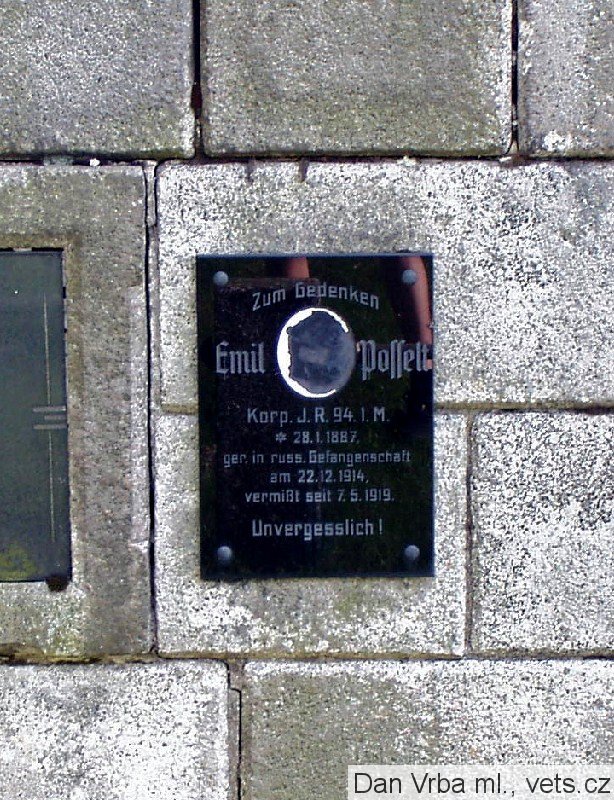 Zum Gedenken
Emil Posselt
Korp. J. R. 94. I. M.
* 28. 1. 1887,
ger. in russ. Gefangenschaft
am 22. 12. 1914,
vermißt seit 7. 5. 1919.
Unvergesslich!
Dan Vrba ml., vets.cz